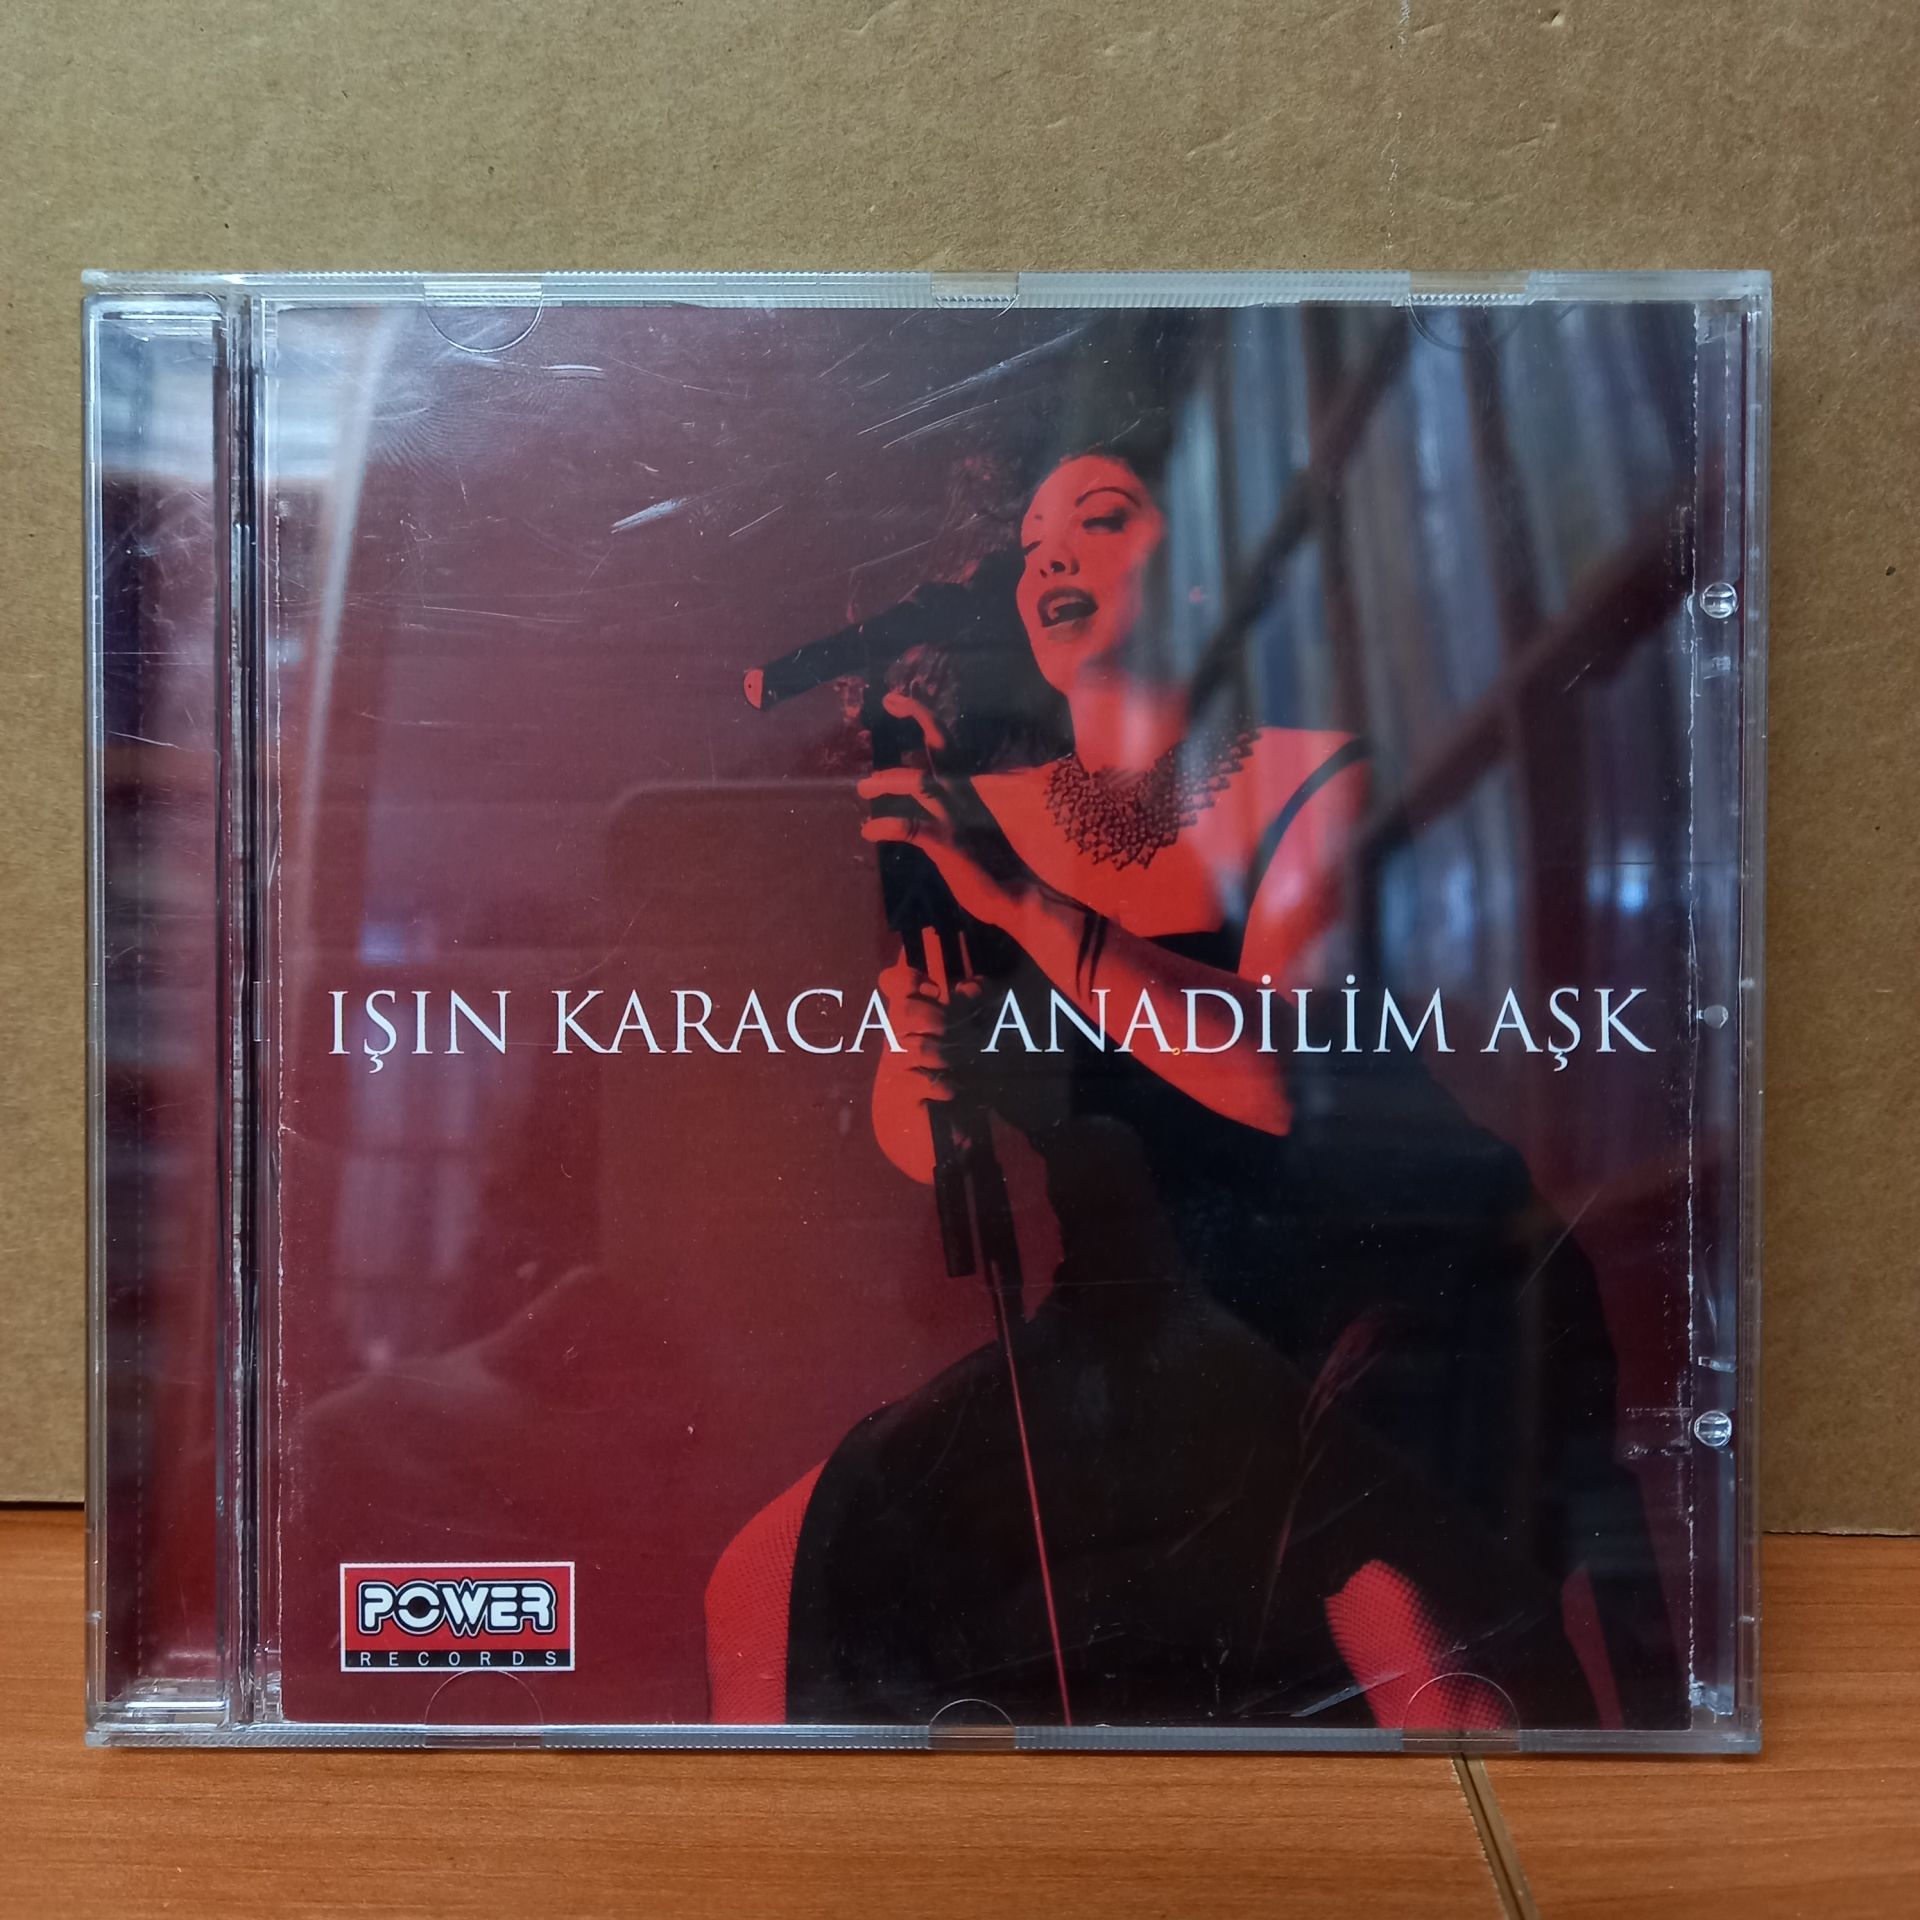 IŞIN KARACA ANADİLİM AŞK
POWER
RECORDS